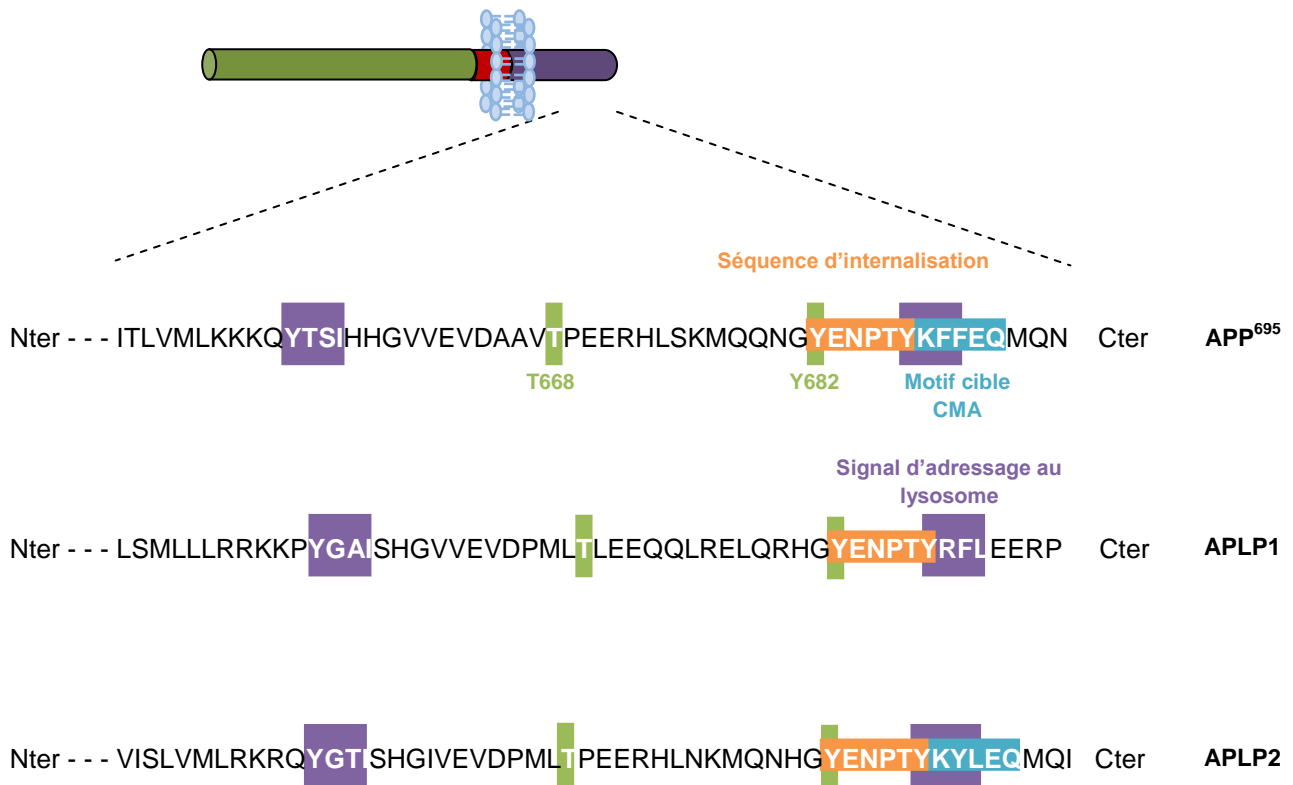 Séquence d'internalisation
Nter - - - ITLVMLKKKQYTSIHHGVVEVDAAVTPEERHLSKMQQNGYENPTYKFFEQMQN Cter APP695
T668 Y682 Motif cible
CMA
Signal d'adressage au
lysosome
Nter - - - LSMLLLRRKKPYGAISHGVVEVDPMLTLEEQQLRELQRHGYENPTYRFLEERP Cter APLP1
Nter - - - VISLVMLRKRQYGTISHGIVEVDPMLTPEERHLNKMQNHGYENPTYKYLEQMQI Cter APLP2